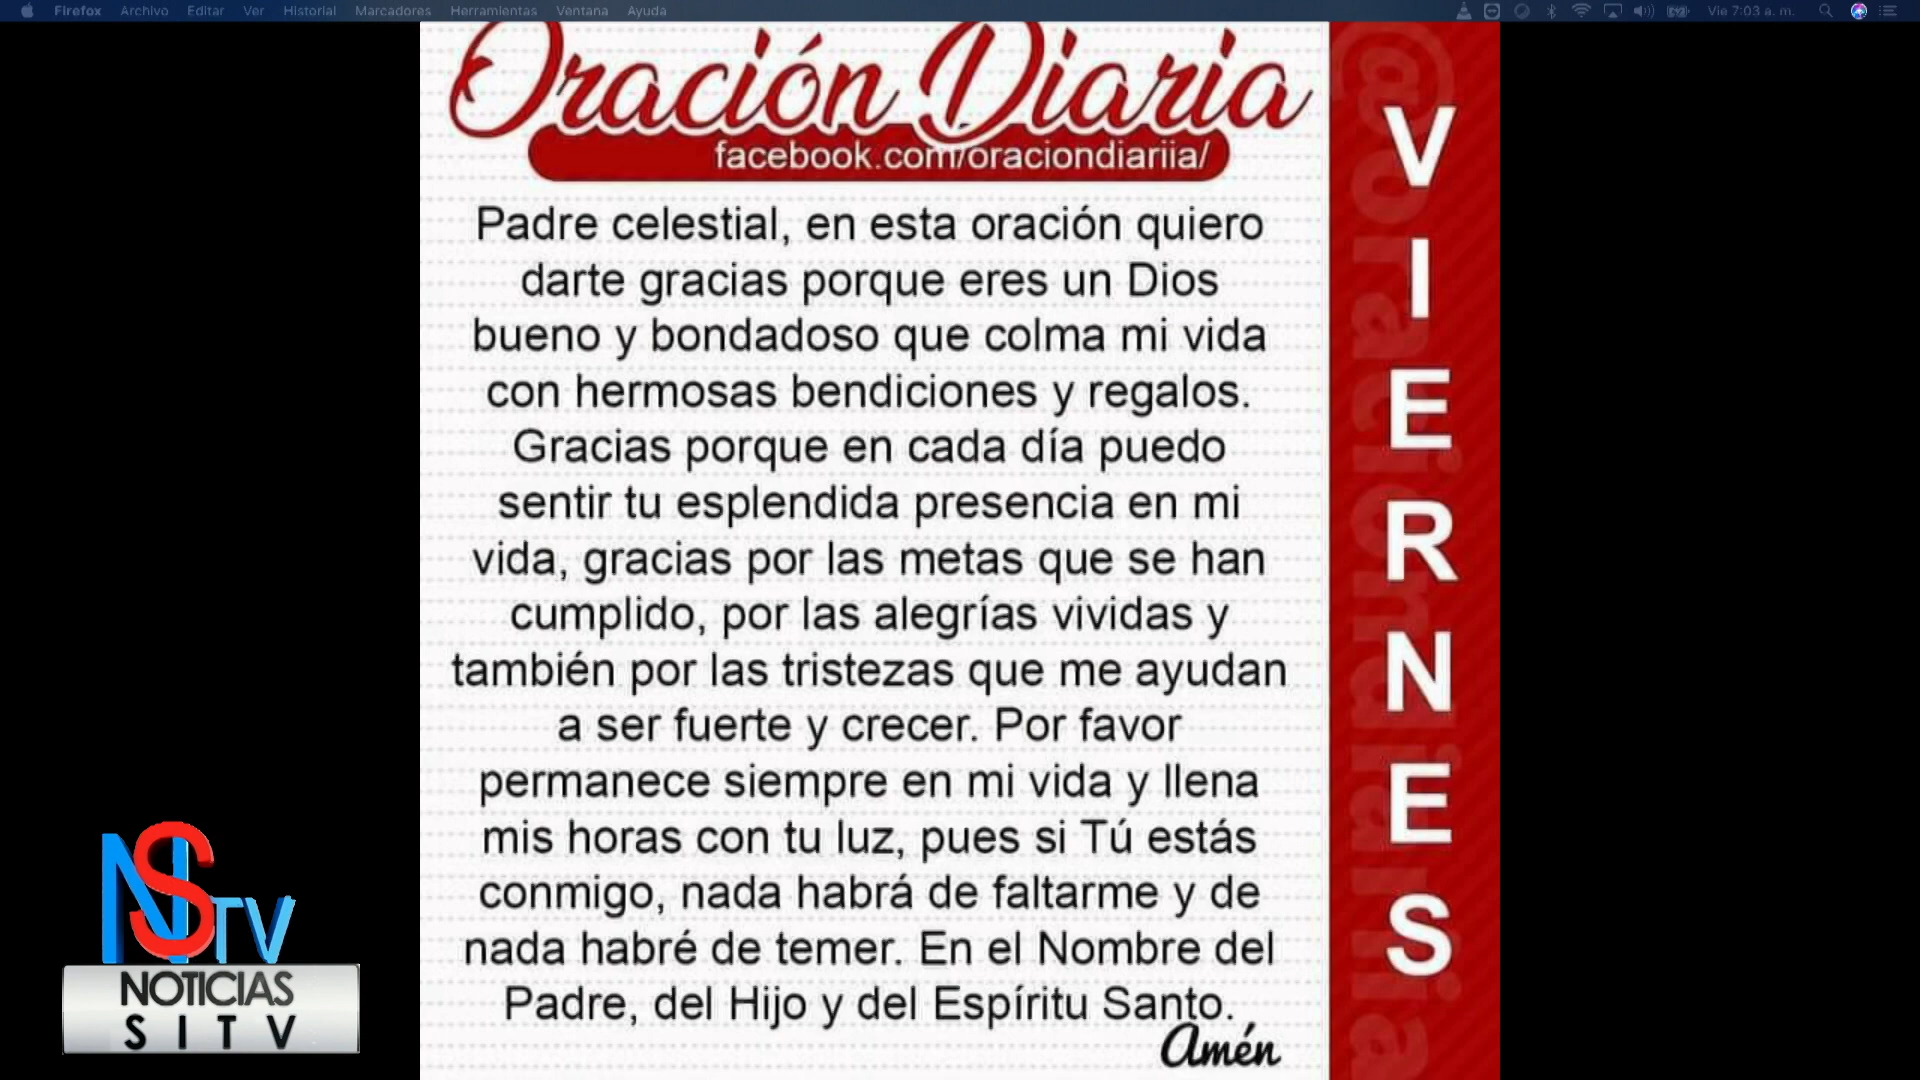 Firefox Archivo Editar Ver Historial Marcadores Herramientas Ventana Ayuda
Vie 7:03 a. m.
Oración Diaria
facebook.com/oraciondiariia/
Padre celestial, en esta oración quiero
darte gracias porque eres un Dios
bueno y bondadoso que colma mi vida
con hermosas bendiciones y regalos.
Gracias porque en cada día puedo
sentir tu esplendida presencia en mi
vida, gracias por las metas que se han
cumplido, por las alegrías vividas y
también por las tristezas que me ayudan
a ser fuerte y crecer. Por favor
permanece siempre en mi vida y llena
mis horas con tu luz, pues si Tú estás
conmigo, nada habrá de faltarme y de
nada habré de temer. En el Nombre del
Padre, del Hijo y del Espíritu Santo.
Amén
VIERNES
@oraciondiariia
NSTV
NOTICIAS
SITV